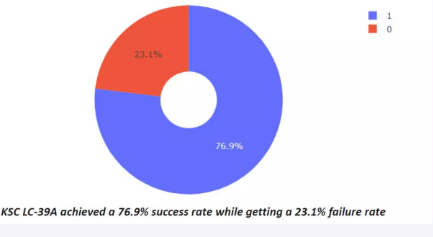 1
0
23.1%
76.9%
KSC LC-39A achieved a 76.9% success rate while getting a 23.1% failure rate